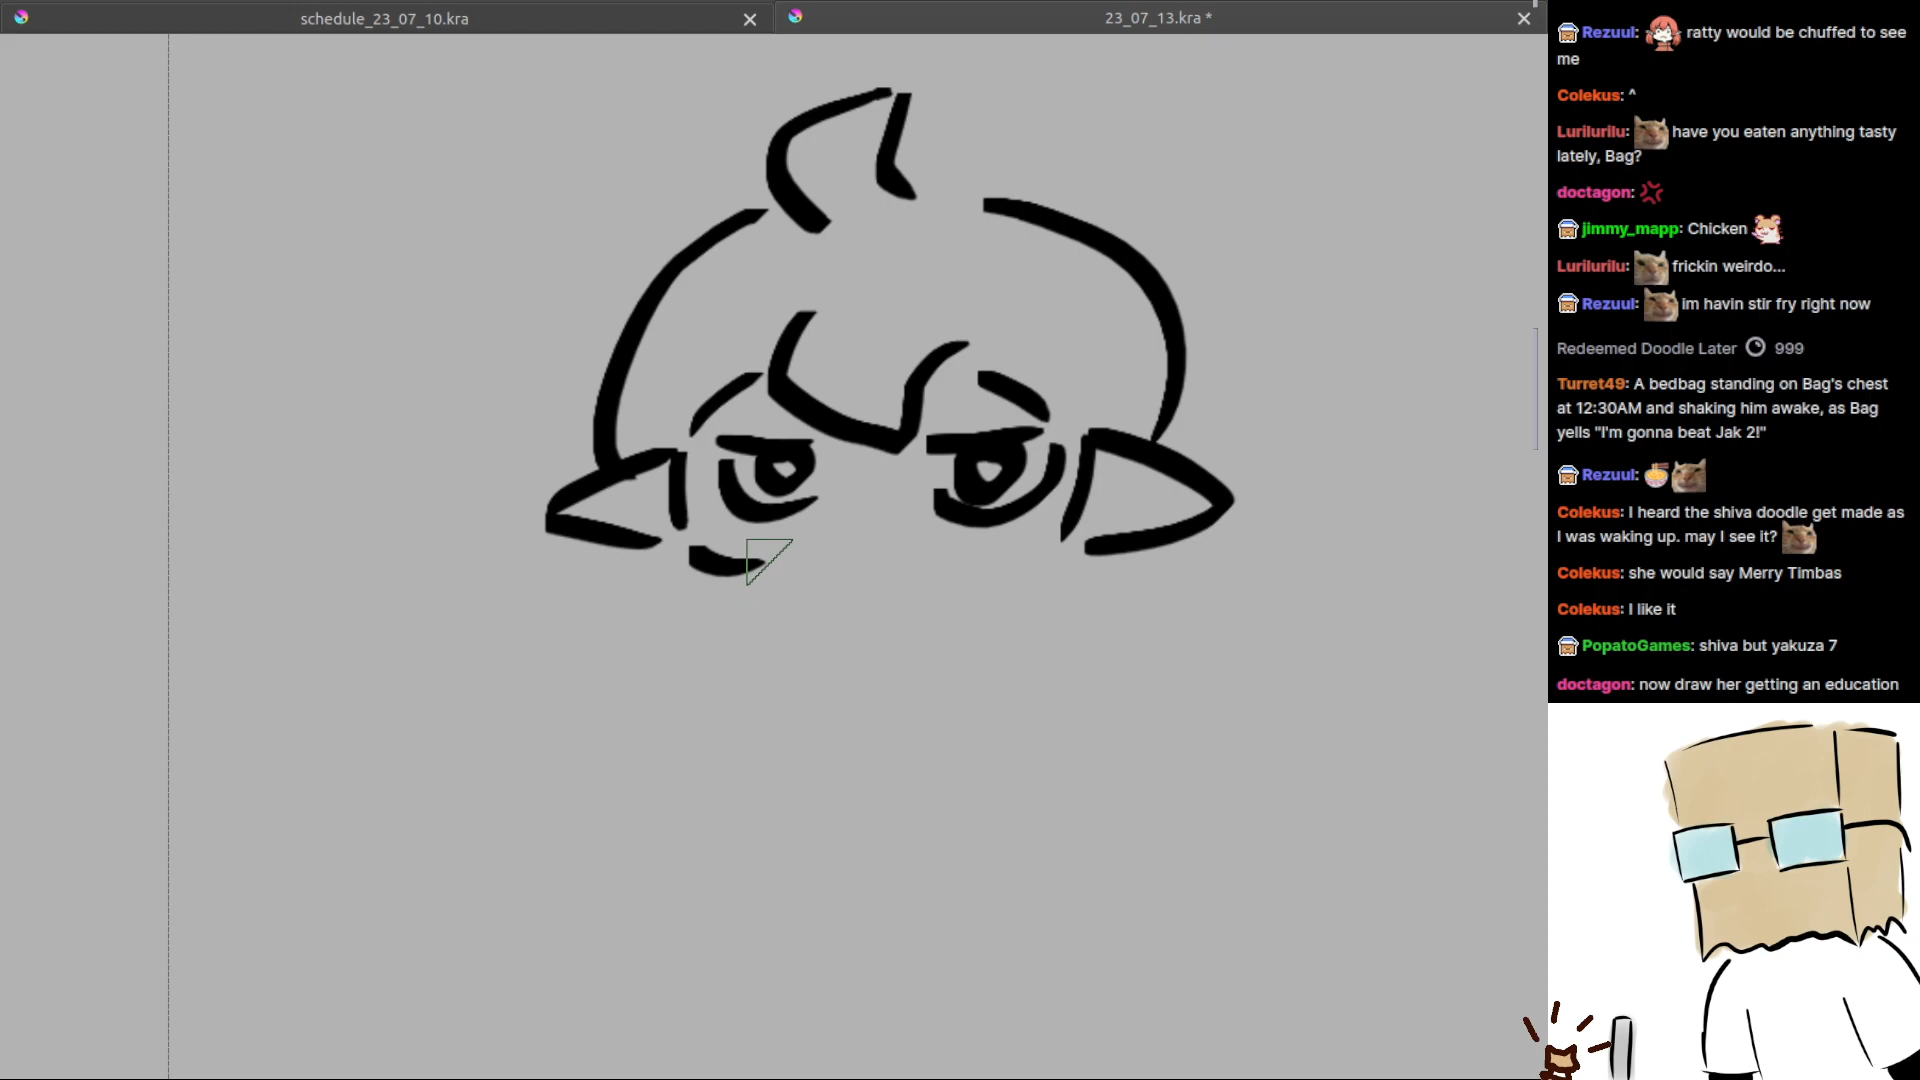 schedule_23_07_10.kra
23_07_13.kra *
Rezuul: ratty would be chuffed to see
me
Colekus: ^
Lurilurilu: have you eaten anything tasty
lately, Bag?
doctagon:
jimmy_mapp: Chicken
Lurilurilu: frickin weirdo...
Rezuul: im havin stir fry right now
Redeemed Doodle Later 999
Turret49: A bedbag standing on Bag's chest
at 12:30AM and shaking him awake, as Bag
yells "I'm gonna beat Jak 2!"
Rezuul:
Colekus: I heard the shiva doodle get made as
I was waking up. may I see it?
Colekus: she would say Merry Timbas
Colekus: I like it
PopatoGames: shiva but yakuza 7
doctagon: now draw her getting an education